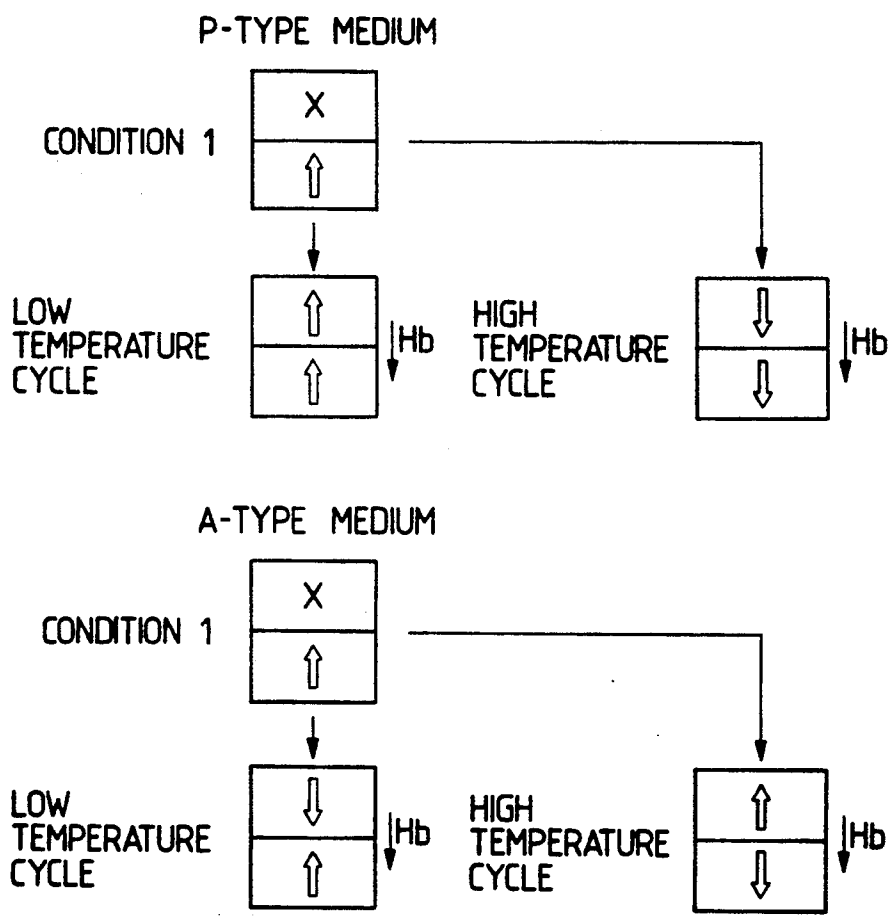 P-TYPE MEDIUM
X
CONDITION 1
LOW
TEMPERATURE
CYCLE
Hb
HIGH
TEMPERATURE
CYCLE
Hb
A-TYPE MEDIUM
X
CONDITION 1
LOW
TEMPERATURE
CYCLE
Hb
HIGH
TEMPERATURE
CYCLE
Hb